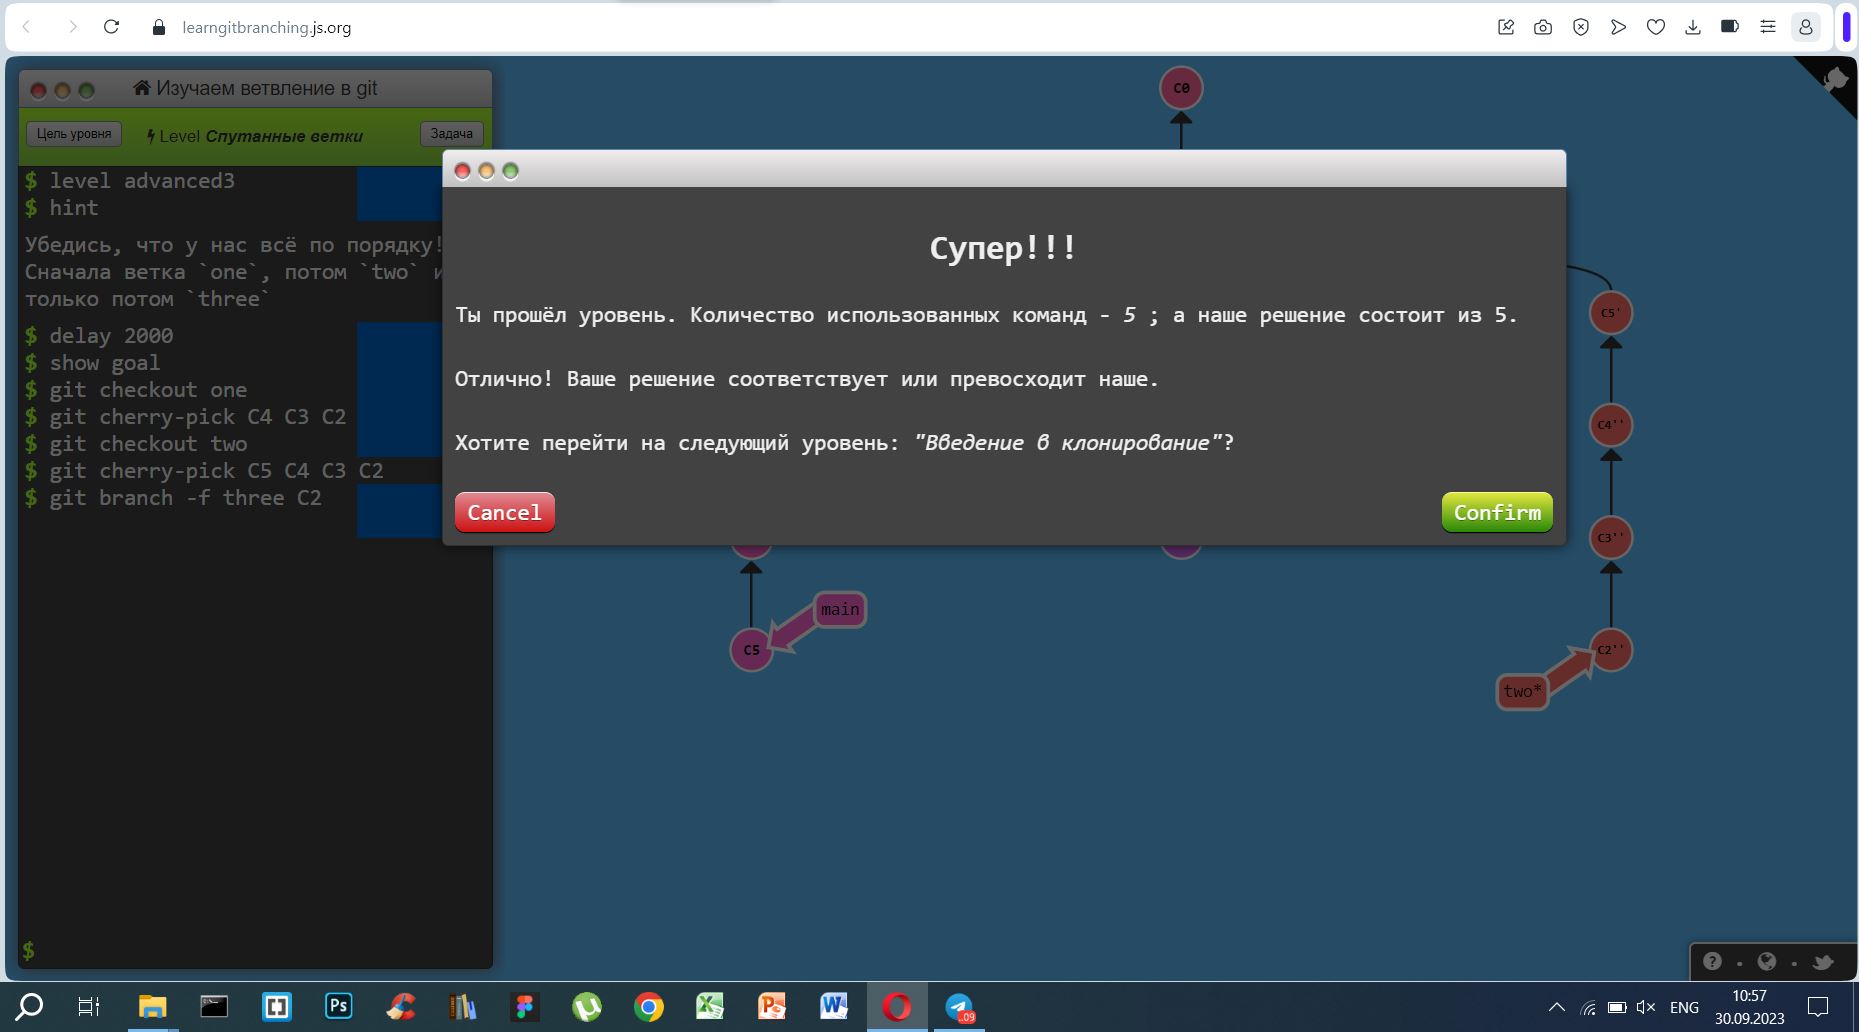 learngitbranching.js.org
Изучаем ветвление в git
Цель уровня
Level Спутанные ветки
Задача
$ level advanced3
$ hint
Убедись, что у нас всё по порядку!
Сначала ветка `one`, потом `two` и
только потом `three`
$ delay 2000
$ show goal
$ git checkout one
$ git cherry-pick C4 C3 C2
$ git checkout two
$ git cherry-pick C5 C4 C3 C2
$ git branch -f three C2
$
C0
Супер!!!
Ты прошёл уровень. Количество использованных команд - 5 ; а наше решение состоит из 5.
Отлично! Ваше решение соответствует или превосходит наше.
Хотите перейти на следующий уровень: "Введение в клонирование"?
Cancel
Confirm
C5'
C4''
C3''
C2''
main
C5
two*
Ps
..09
ENG
10:57
30.09.2023